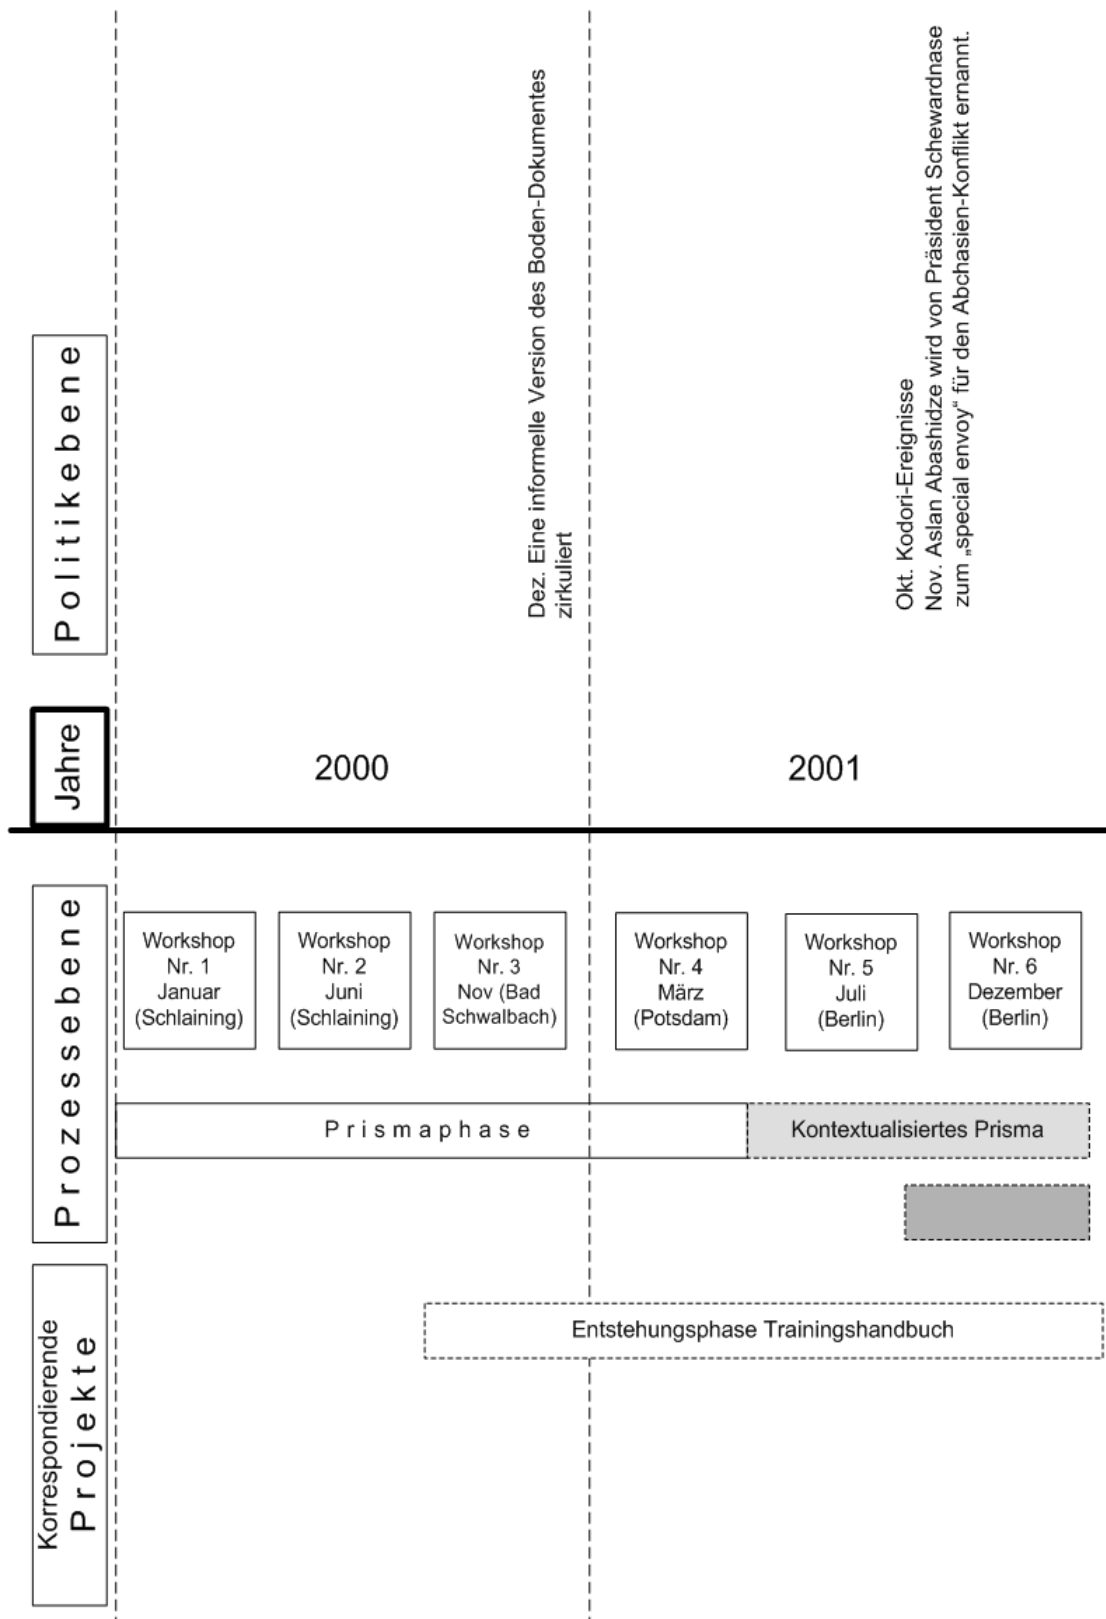 Politikebene
Dez. Eine informelle Version des Boden-Dokumentes
zirkuliert
Okt. Kodori-Ereignisse
Nov. Aslan Abashidze wird von Präsident Schewardnase
zum „special envoy“ für den Abchasien-Konflikt ernannt.
Jahre
2000
2001
Prozessebene
Workshop
Nr. 1
Januar
(Schlaining)
Workshop
Nr. 2
Juni
(Schlaining)
Workshop
Nr. 3
Nov (Bad
Schwalbach)
Workshop
Nr. 4
März
(Potsdam)
Workshop
Nr. 5
Juli
(Berlin)
Workshop
Nr. 6
Dezember
(Berlin)
Prismaphase
Kontextualisiertes Prisma
Korrespondierende
Projekte
Entstehungsphase Trainingshandbuch